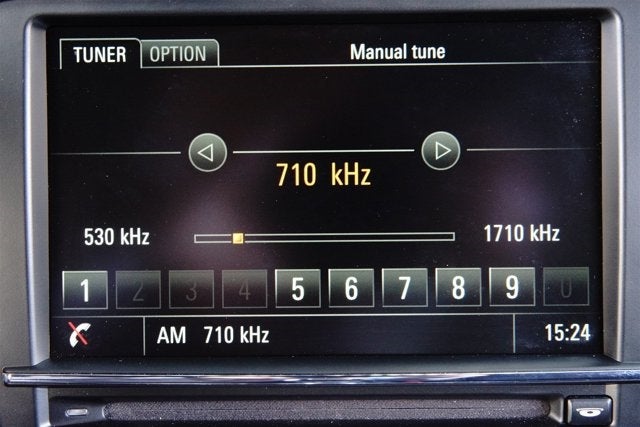 TUNER OPTION Manual tune
710 kHz
530 kHz 1710 kHz
1 2 3 4 5 6 7 8 9 0
AM 710 kHz 15:24